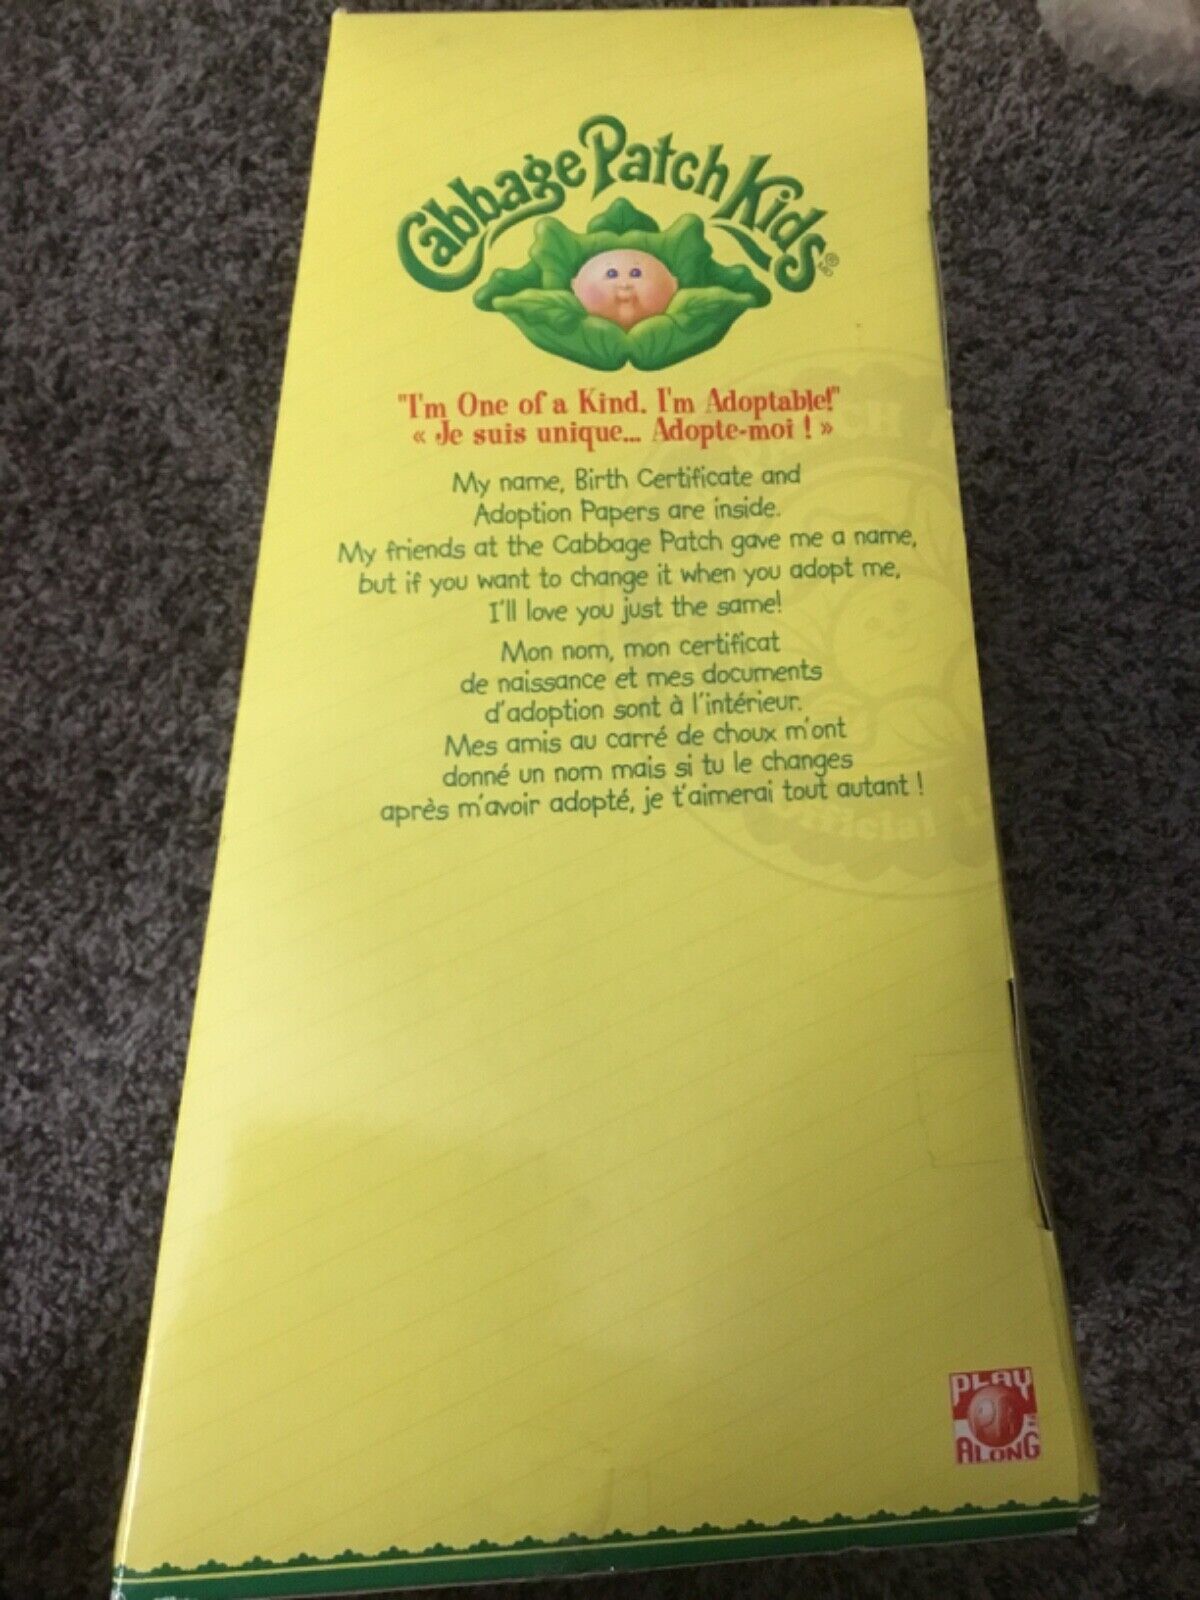 Cabbage Patch Kids®
"I'm One of a Kind. I'm Adoptable!"
« Je suis unique... Adopte-moi ! »
My name, Birth Certificate and
Adoption Papers are inside.
My friends at the Cabbage Patch gave me a name,
but if you want to change it when you adopt me,
I'll love you just the same!
Mon nom, mon certificat
de naissance et mes documents
d'adoption sont à l'intérieur.
Mes amis au carré de choux m'ont
donné un nom mais si tu le changes
après m'avoir adopté, je t'aimerai tout autant !
Official
PLAY
ALONG